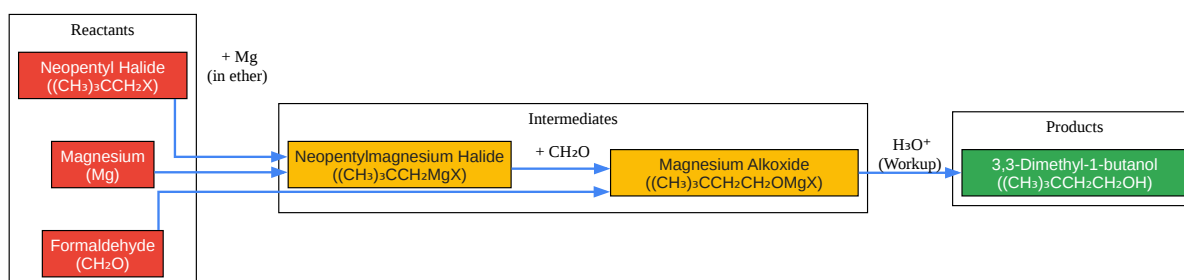 Reactants
Neopentyl Halide
((CH₃)₃CCH₂X)
+ Mg
(in ether)
Magnesium
(Mg)
Formaldehyde
(CH₂O)
Intermediates
Neopentylmagnesium Halide
((CH₃)₃CCH₂MgX)
+ CH₂O
Magnesium Alkoxide
((CH₃)₃CCH₂CH₂OMgX)
H₃O⁺
(Workup)
Products
3,3-Dimethyl-1-butanol
((CH₃)₃CCH₂CH₂OH)